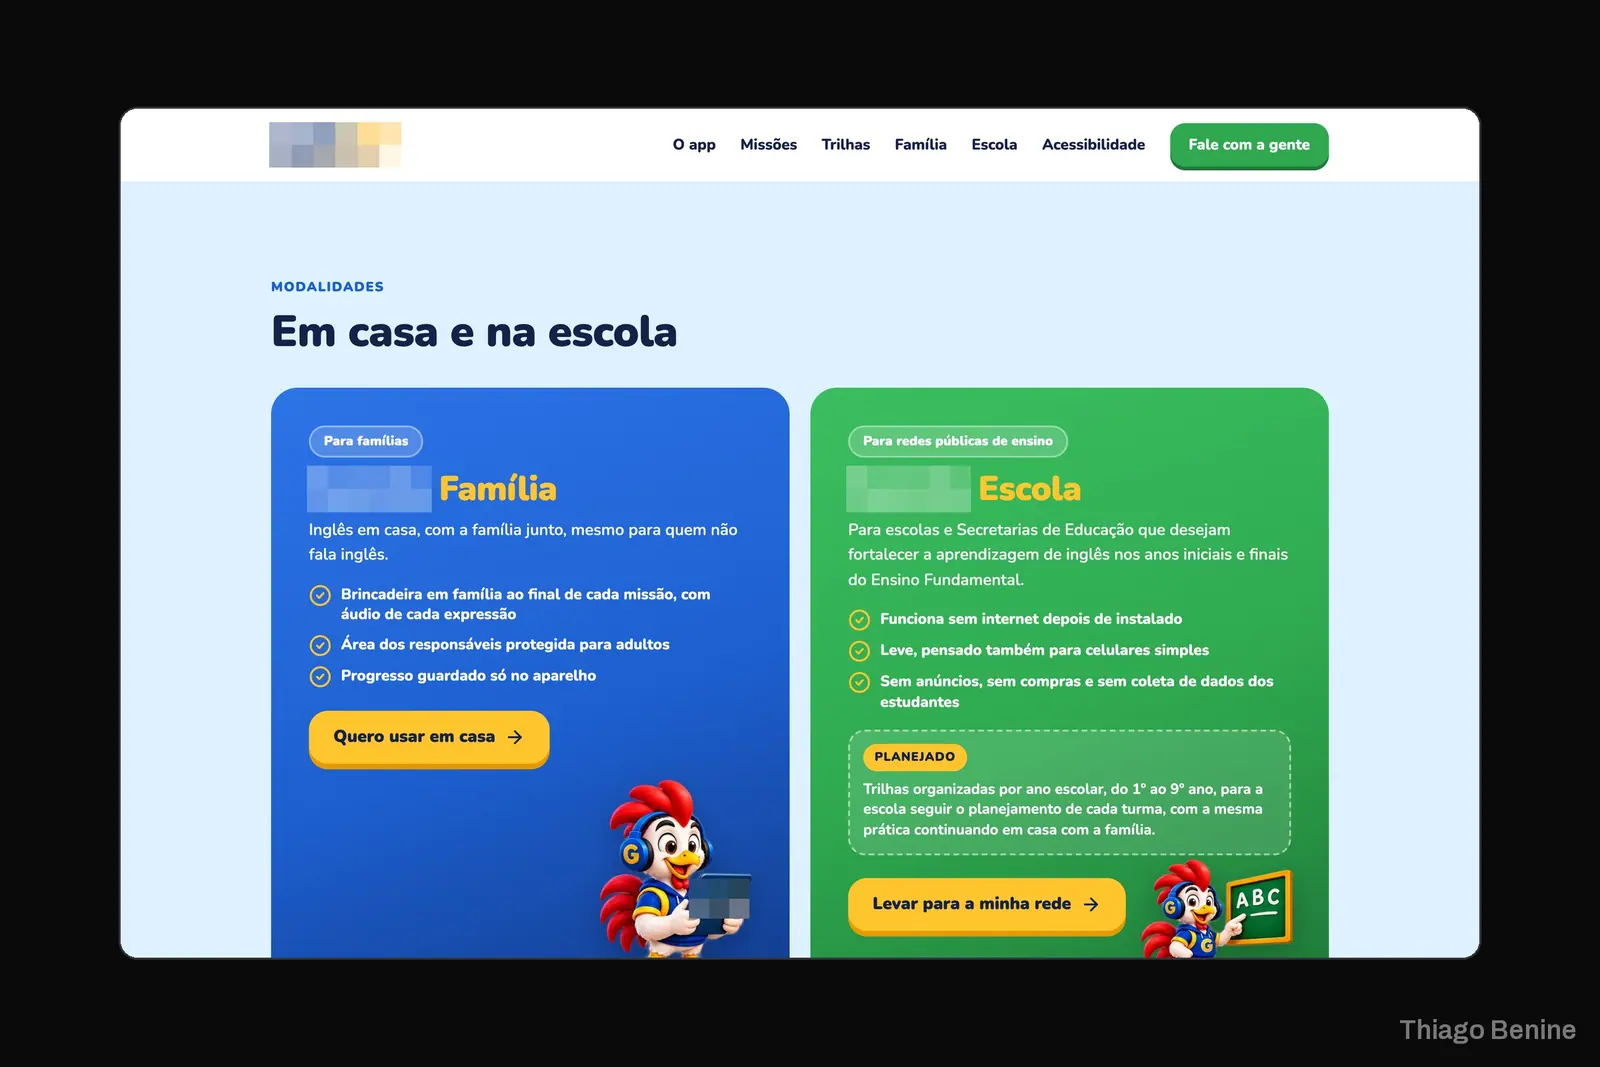 O app
Missões
Trilhas
Família
Escola
Acessibilidade
Fale com a gente
MODALIDADES
Em casa e na escola
Para famílias
Família
Inglês em casa, com a família junto, mesmo para quem não
fala inglês.
Brincadeira em família ao final de cada missão, com
áudio de cada expressão
Área dos responsáveis protegida para adultos
Progresso guardado só no aparelho
Quero usar em casa →
G
Para redes públicas de ensino
Escola
Para escolas e Secretarias de Educação que desejam
fortalecer a aprendizagem de inglês nos anos iniciais e finais
do Ensino Fundamental.
Funciona sem internet depois de instalado
Leve, pensado também para celulares simples
Sem anúncios, sem compras e sem coleta de dados dos
estudantes
PLANEJADO
Trilhas organizadas por ano escolar, do 1º ao 9º ano, para a
escola seguir o planejamento de cada turma, com a mesma
prática continuando em casa com a família.
Levar para a minha rede →
G
G
ABC
Thiago Benine